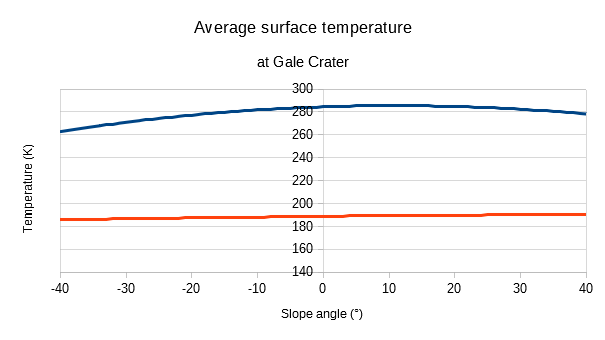 Average surface temperature
at Gale Crater
300
280
260
240
220
200
180
160
140
-40 -30 -20 -10 0 10 20 30 40
Temperature (K)
Slope angle (°)